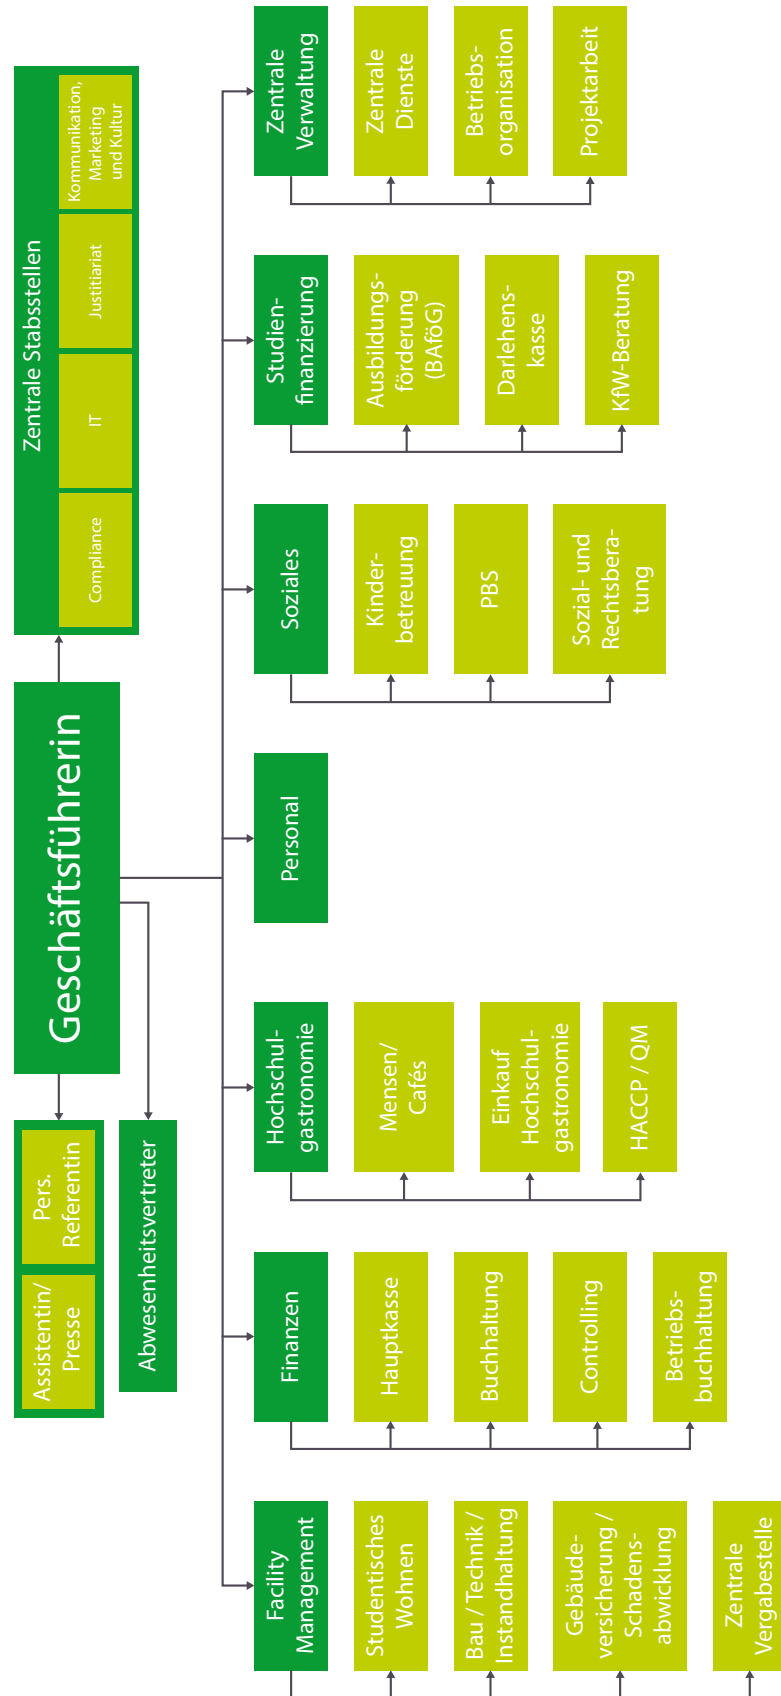 Assistentin/
Presse
Pers.
Referentin
Geschäftsführerin
Zentrale Stabsstellen
Compliance
IT
Justitiariat
Kommunikation,
Marketing
und Kultur
Abwesenheitsvertreter
Facility
Management
Studentisches
Wohnen
Bau / Technik /
Instandhaltung
Gebäude-
versicherung /
Schadens-
abwicklung
Zentrale
Vergabestelle
Finanzen
Hauptkasse
Buchhaltung
Controlling
Betriebs-
buchhaltung
Hochschul-
gastronomie
Mensen/
Cafés
Einkauf
Hochschul-
gastronomie
HACCP / QM
Personal
Soziales
Kinder-
betreuung
PBS
Sozial- und
Rechtsbera-
tung
Studien-
finanzierung
Ausbildungs-
förderung
(BAföG)
Darlehens-
kasse
KfW-Beratung
Zentrale
Verwaltung
Zentrale
Dienste
Betriebs-
organisation
Projektarbeit